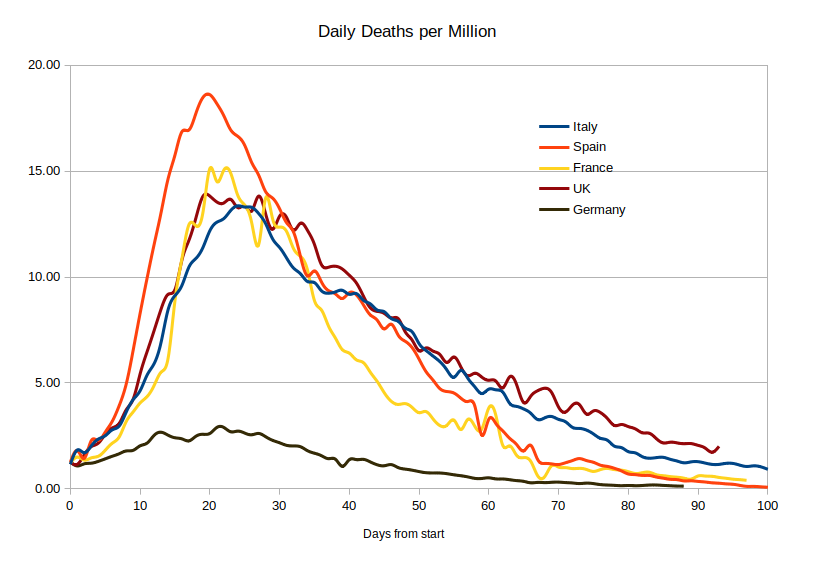 Daily Deaths per Million
20.00
15.00
10.00
5.00
0.00
Italy
Spain
France
UK
Germany
0 10 20 30 40 50 60 70 80 90 100
Days from start